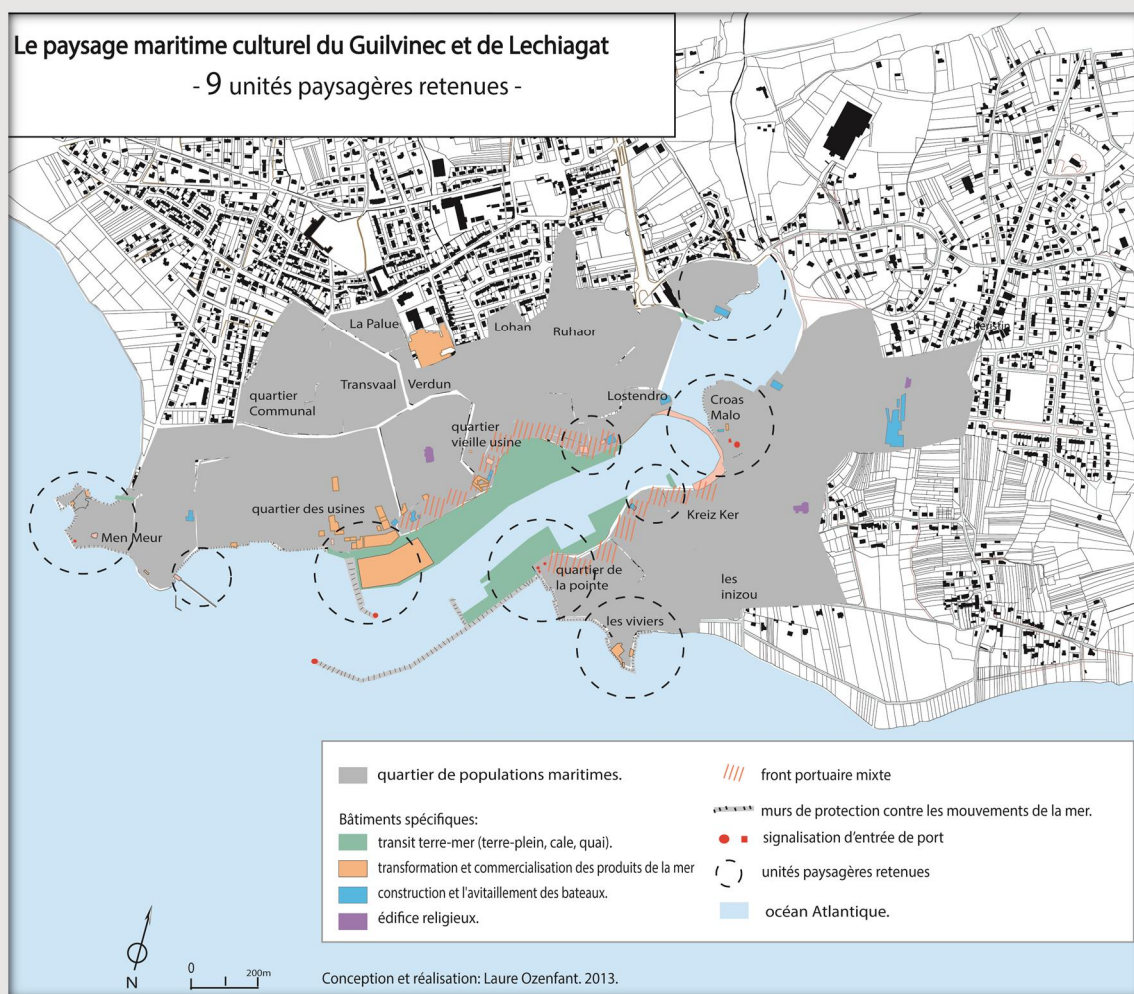 Le paysage maritime culturel du Guilvinec et de Lechiagat
- 9 unités paysagères retenues -
La Palue
Lohan
Ruhaor
Keristin
Transvaal
Verdun
quartier
Communal
Lostendro
Croas
Malo
quartier
vieille usine
quartier des usines
Kreiz Ker
Men Meur
quartier de
la pointe
les
inizou
les viviers
quartier de populations maritimes.
Bâtiments spécifiques:
transit terre-mer (terre-plein, cale, quai).
transformation et commercialisation des produits de la mer
construction et l'avitaillement des bateaux.
édifice religieux.
front portuaire mixte
murs de protection contre les mouvements de la mer.
signalisation d'entrée de port
unités paysagères retenues
océan Atlantique.
N
0
200m
Conception et réalisation: Laure Ozenfant. 2013.